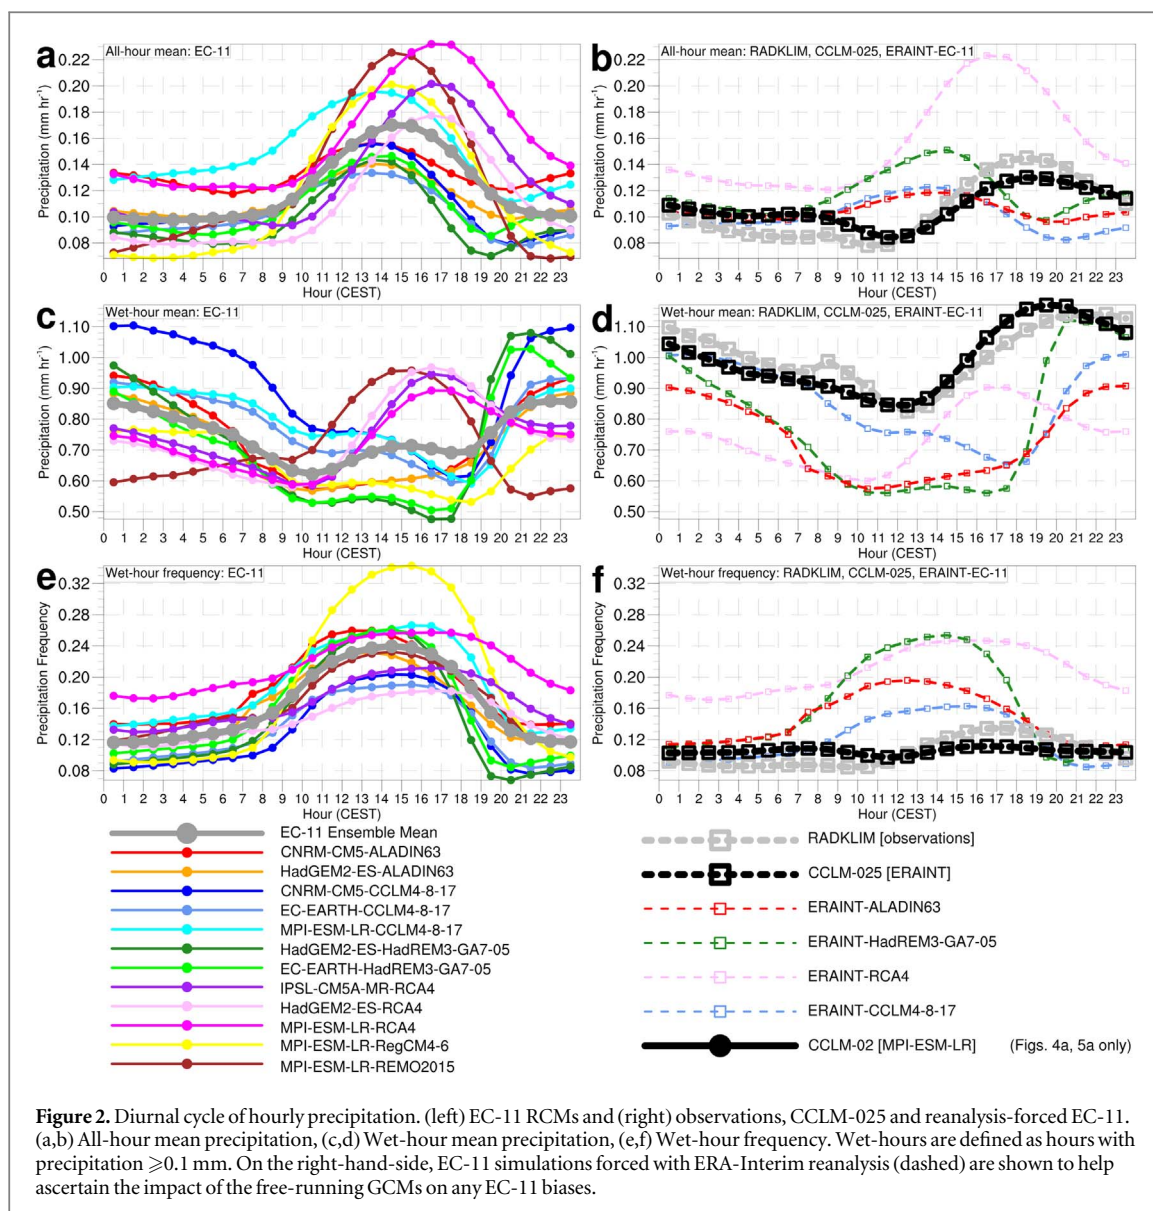 a
All-hour mean: EC-11
Precipitation (mm hr⁻¹)
0.22
0.20
0.18
0.16
0.14
0.12
0.10
0.08
0 1 2 3 4 5 6 7 8 9 10 11 12 13 14 15 16 17 18 19 20 21 22 23
Hour (CEST)
b
All-hour mean: RADKLIM, CCLM-025, ERAINT-EC-11
Precipitation (mm hr⁻¹)
0.22
0.20
0.18
0.16
0.14
0.12
0.10
0.08
0 1 2 3 4 5 6 7 8 9 10 11 12 13 14 15 16 17 18 19 20 21 22 23
Hour (CEST)
c
Wet-hour mean: EC-11
Precipitation (mm hr⁻¹)
1.10
1.00
0.90
0.80
0.70
0.60
0.50
0 1 2 3 4 5 6 7 8 9 10 11 12 13 14 15 16 17 18 19 20 21 22 23
Hour (CEST)
d
Wet-hour mean: RADKLIM, CCLM-025, ERAINT-EC-11
Precipitation (mm hr⁻¹)
1.10
1.00
0.90
0.80
0.70
0.60
0.50
0 1 2 3 4 5 6 7 8 9 10 11 12 13 14 15 16 17 18 19 20 21 22 23
Hour (CEST)
e
Wet-hour frequency: EC-11
Precipitation Frequency
0.32
0.28
0.24
0.20
0.16
0.12
0.08
0 1 2 3 4 5 6 7 8 9 10 11 12 13 14 15 16 17 18 19 20 21 22 23
Hour (CEST)
f
Wet-hour frequency: RADKLIM, CCLM-025, ERAINT-EC-11
Precipitation Frequency
0.32
0.28
0.24
0.20
0.16
0.12
0.08
0 1 2 3 4 5 6 7 8 9 10 11 12 13 14 15 16 17 18 19 20 21 22 23
Hour (CEST)
EC-11 Ensemble Mean
CNRM-CM5-ALADIN63
HadGEM2-ES-ALADIN63
CNRM-CM5-CCLM4-8-17
EC-EARTH-CCLM4-8-17
MPI-ESM-LR-CCLM4-8-17
HadGEM2-ES-HadREM3-GA7-05
EC-EARTH-HadREM3-GA7-05
IPSL-CM5A-MR-RCA4
HadGEM2-ES-RCA4
MPI-ESM-LR-RCA4
MPI-ESM-LR-RegCM4-6
MPI-ESM-LR-REMO2015
RADKLIM [observations]
CCLM-025 [ERAINT]
ERAINT-ALADIN63
ERAINT-HadREM3-GA7-05
ERAINT-RCA4
ERAINT-CCLM4-8-17
CCLM-02 [MPI-ESM-LR] (Figs. 4a, 5a only)
Figure 2. Diurnal cycle of hourly precipitation. (left) EC-11 RCMs and (right) observations, CCLM-025 and reanalysis-forced EC-11.
(a,b) All-hour mean precipitation, (c,d) Wet-hour mean precipitation, (e,f) Wet-hour frequency. Wet-hours are defined as hours with
precipitation ⩾0.1 mm. On the right-hand-side, EC-11 simulations forced with ERA-Interim reanalysis (dashed) are shown to help
ascertain the impact of the free-running GCMs on any EC-11 biases.